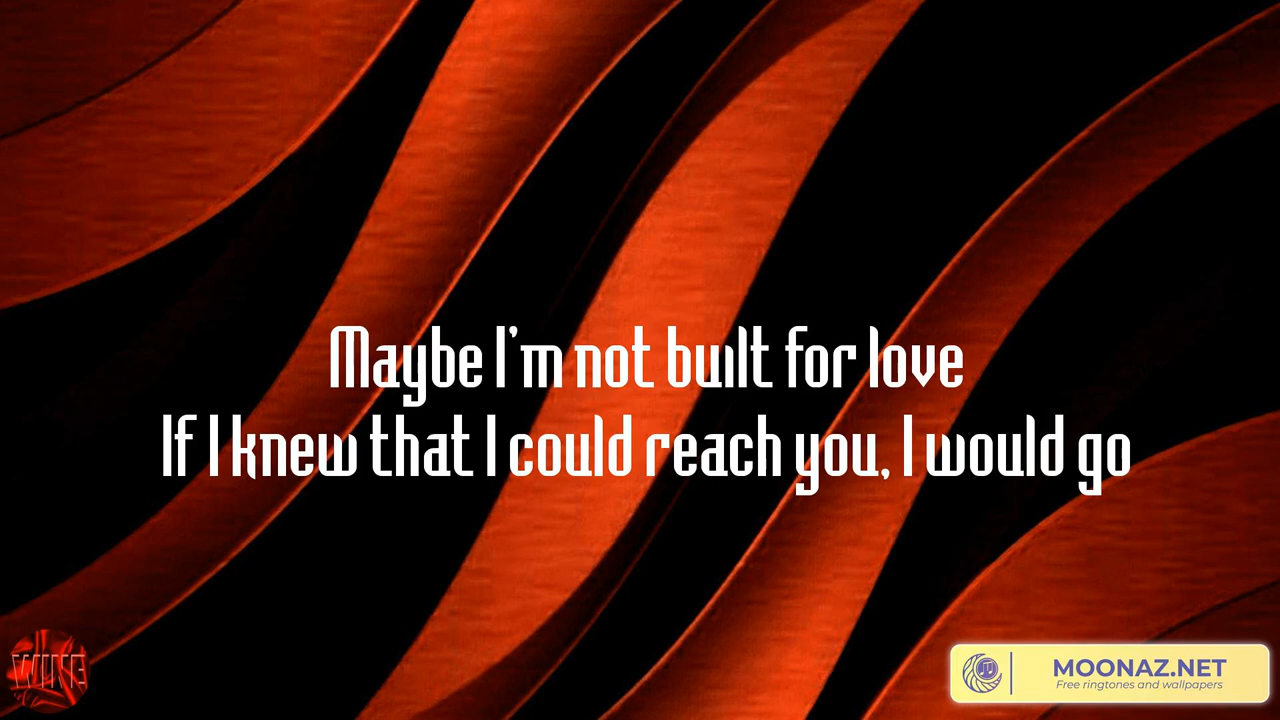 Maybe I'm not built for love
If I knew that I could reach you, I would go
WING
MOONAZ.NET
Free ringtones and wallpapers